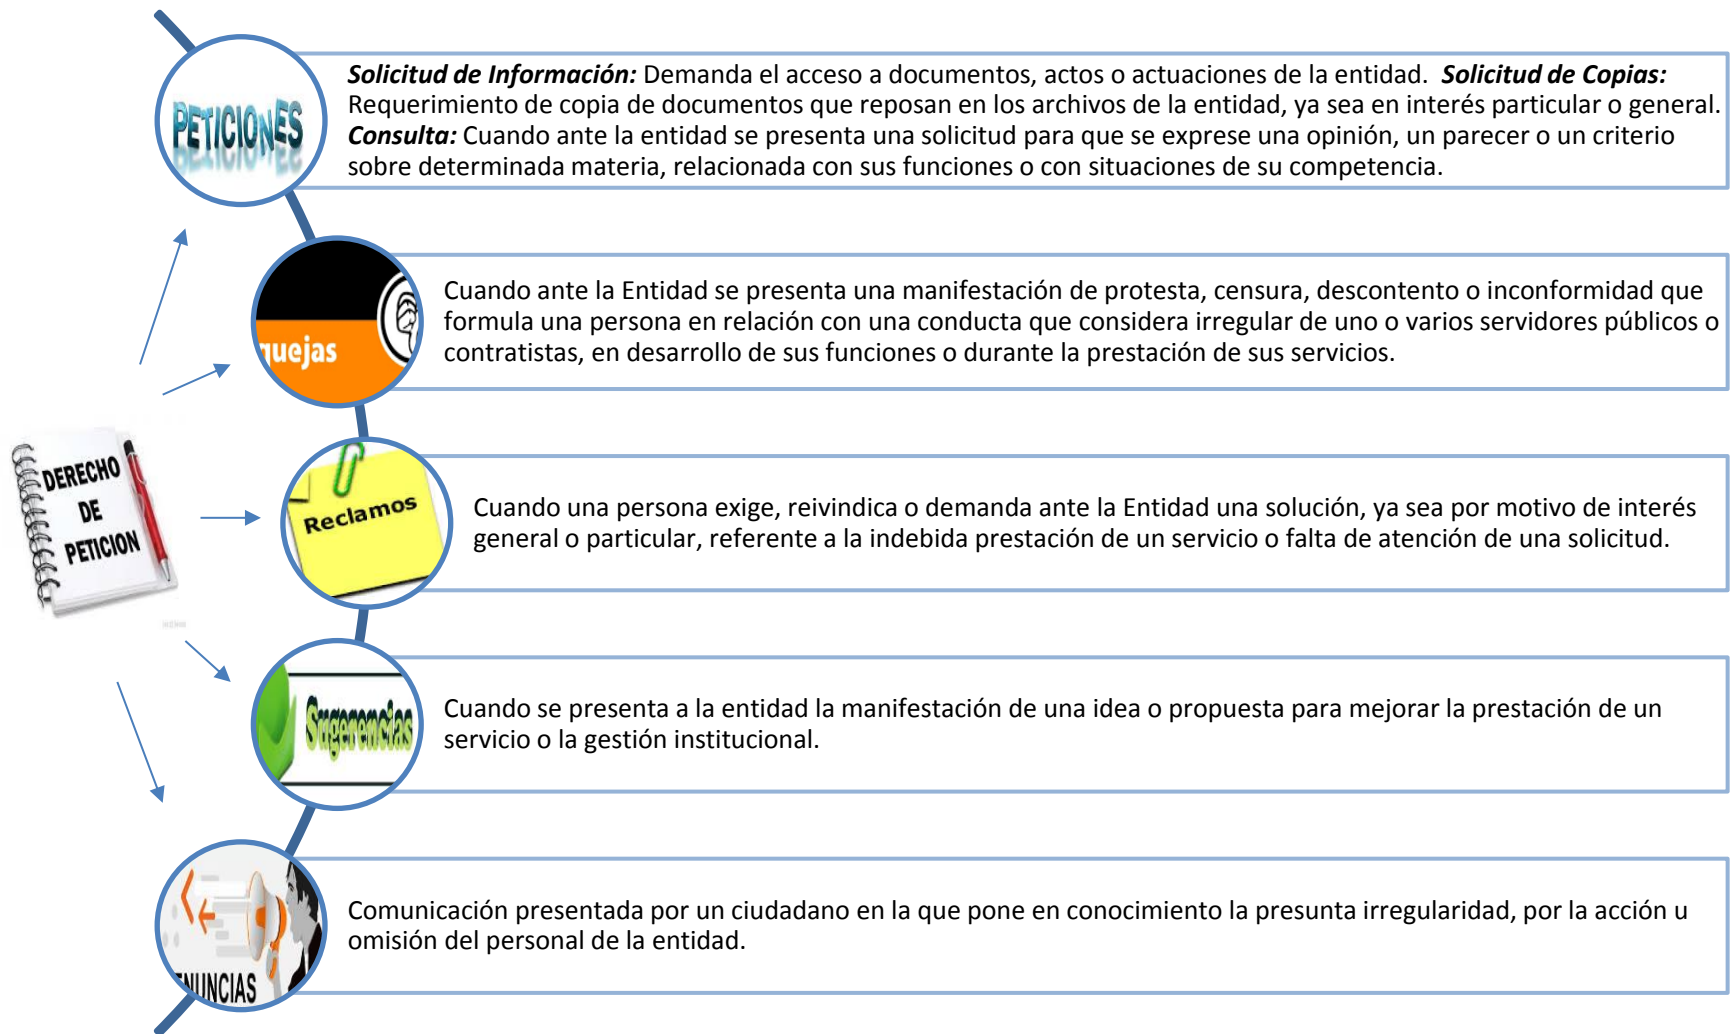 PETICIONES
Solicitud de Información: Demanda el acceso a documentos, actos o actuaciones de la entidad. Solicitud de Copias:
Requerimiento de copia de documentos que reposan en los archivos de la entidad, ya sea en interés particular o general.
Consulta: Cuando ante la entidad se presenta una solicitud para que se exprese una opinión, un parecer o un criterio
sobre determinada materia, relacionada con sus funciones o con situaciones de su competencia.
quejas
Cuando ante la Entidad se presenta una manifestación de protesta, censura, descontento o inconformidad que
formula una persona en relación con una conducta que considera irregular de uno o varios servidores públicos o
contratistas, en desarrollo de sus funciones o durante la prestación de sus servicios.
DERECHO
DE
PETICION
Reclamos
Cuando una persona exige, reivindica o demanda ante la Entidad una solución, ya sea por motivo de interés
general o particular, referente a la indebida prestación de un servicio o falta de atención de una solicitud.
Sugerencias
Cuando se presenta a la entidad la manifestación de una idea o propuesta para mejorar la prestación de un
servicio o la gestión institucional.
ENUNCIAS
Comunicación presentada por un ciudadano en la que pone en conocimiento la presunta irregularidad, por la acción u
omisión del personal de la entidad.